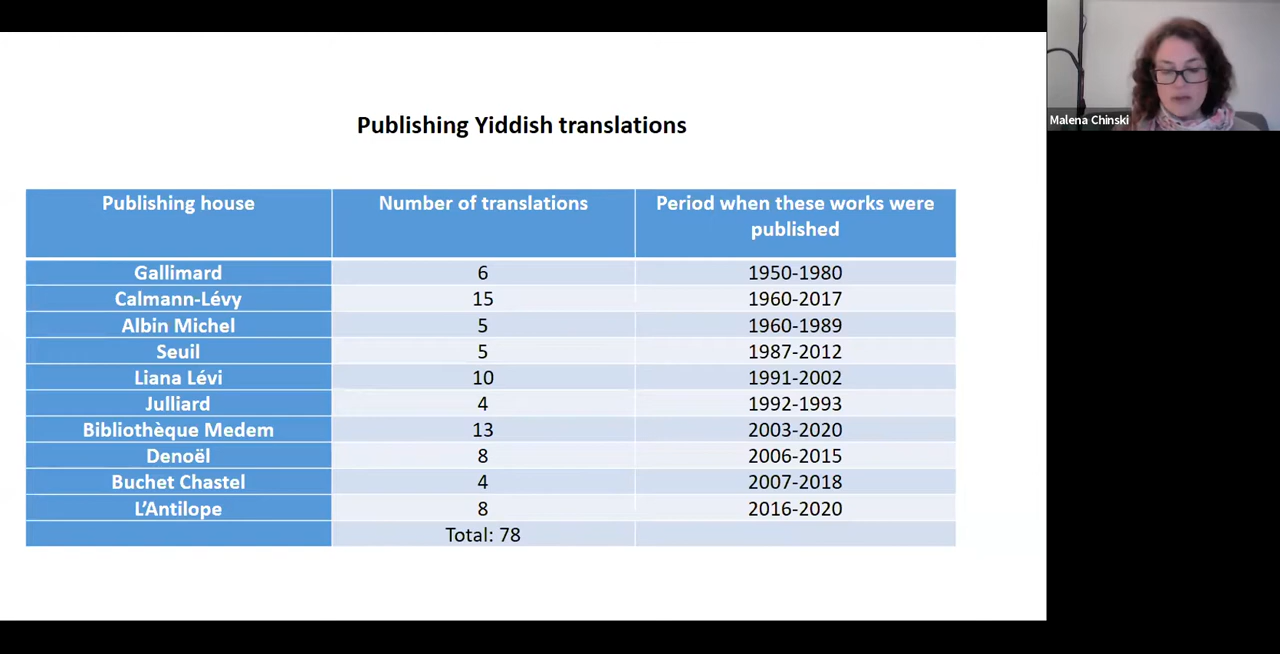 Publishing Yiddish translations
Malena Chinski
Publishing house Number of translations Period when these works were
published
Gallimard 6 1950-1980
Calmann-Lévy 15 1960-2017
Albin Michel 5 1960-1989
Seuil 5 1987-2012
Liana Lévi 10 1991-2002
Julliard 4 1992-1993
Bibliothèque Medem 13 2003-2020
Denoël 8 2006-2015
Buchet Chastel 4 2007-2018
L’Antilope 8 2016-2020
Total: 78